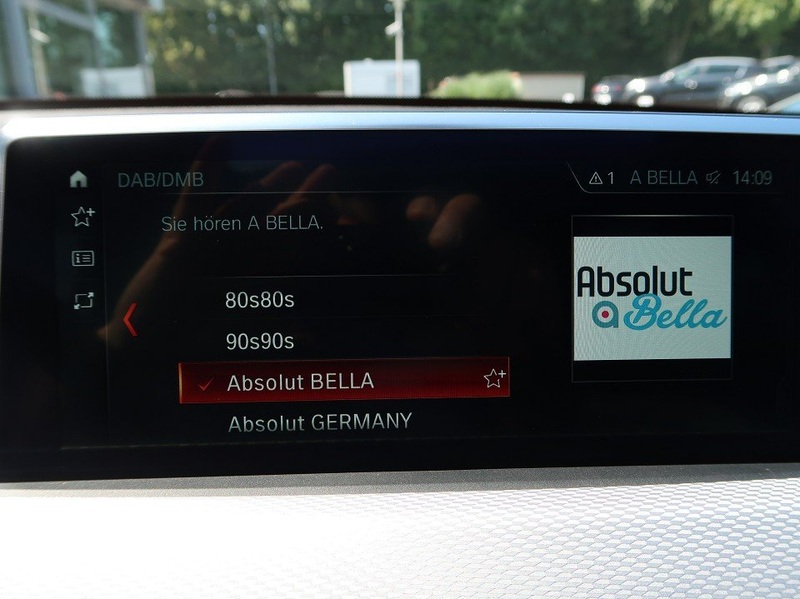 DAB/DMB
1 A BELLA 14:09
Sie hören A BELLA.
80s80s
90s90s
Absolut BELLA
Absolut GERMANY
Absolut
a Bella